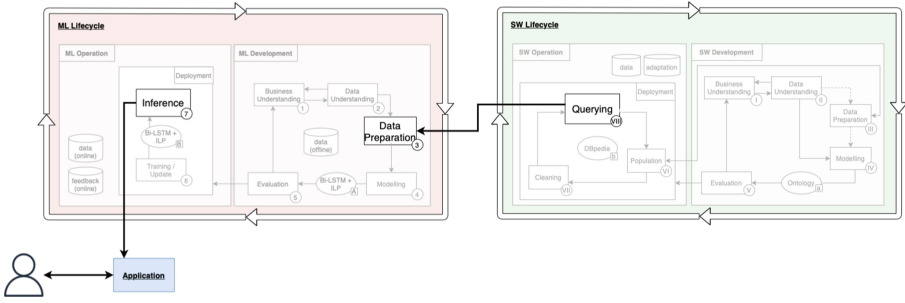 ML Lifecycle
ML Operation
Deployment
Inference
7
Bi-LSTM +
ILP
B
Training /
Update
6
data
(online)
feedback
(online)
ML Development
Business
Understanding
1
Data
Understanding
2
Data
Preparation
3
data
(offline)
Evaluation
5
Bi-LSTM +
ILP
A
Modelling
4
SW Lifecycle
SW Operation
data
adaptation
Deployment
Querying
VIII
DBpedia
b
Population
VI
Cleaning
VII
SW Development
Business
Understanding
I
Data
Understanding
II
Data
Preparation
III
Modelling
IV
Evaluation
V
Ontology
a
Application